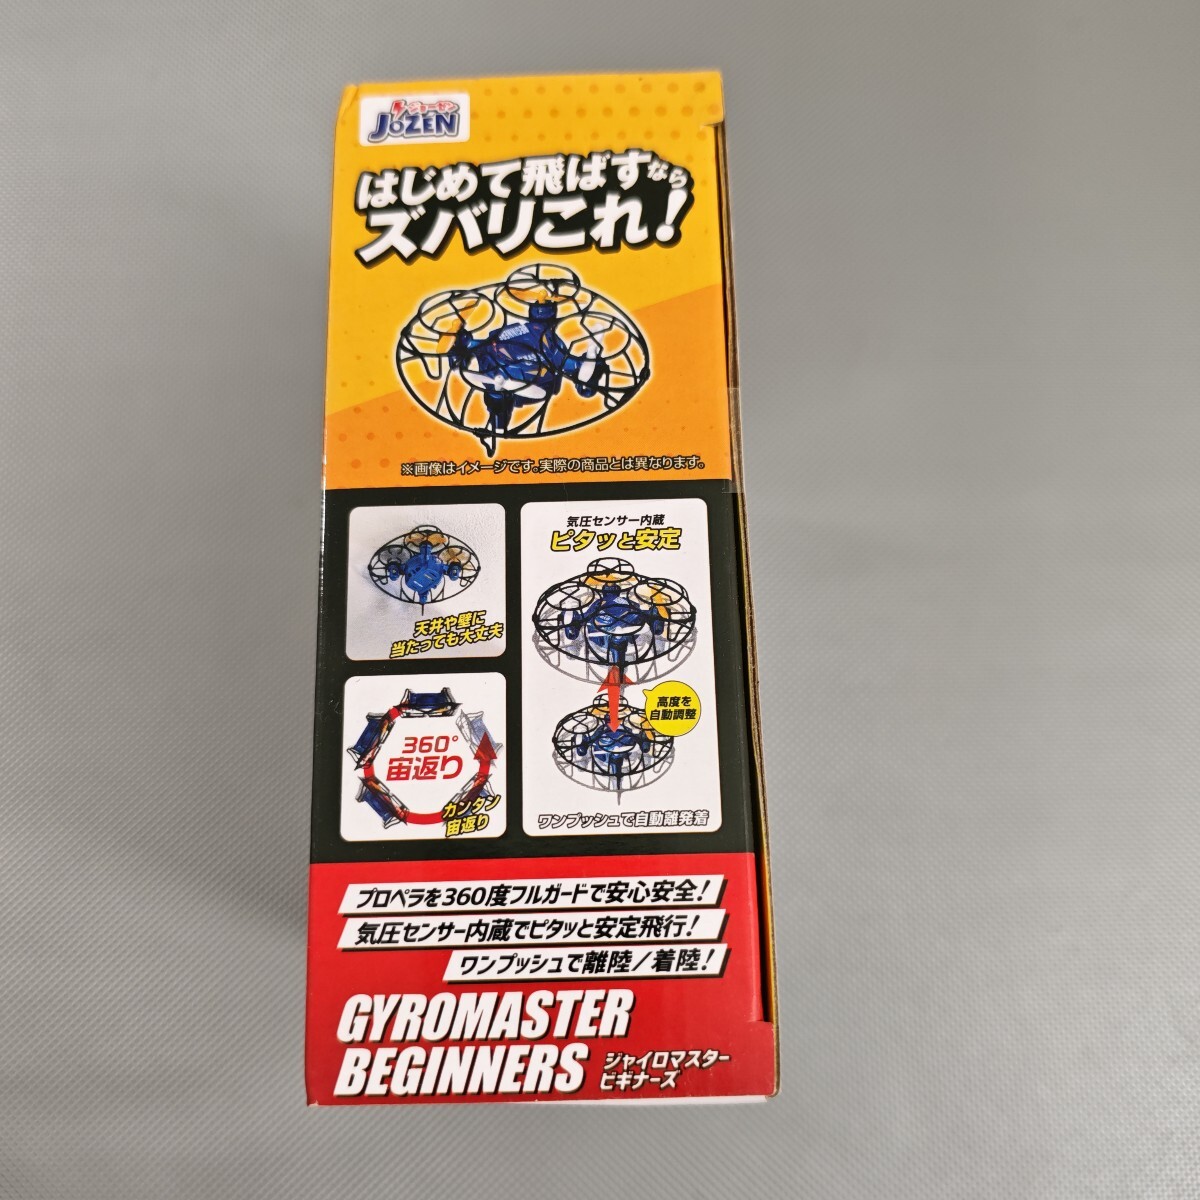 ジョーゼン
JOZEN
はじめて飛ばすなら
ズバリこれ!
※画像はイメージです。実際の商品とは異なります。
天井や壁に
当たっても大丈夫
気圧センサー内蔵
ピタッと安定
高度を
自動調整
ワンプッシュで自動離発着
360°
宙返り
カンタン
宙返り
プロペラを360度フルガードで安心安全!
気圧センサー内蔵でピタッと安定飛行!
ワンプッシュで離陸/着陸!
GYROMASTER
BEGINNERS
ジャイロマスター
ビギナーズ